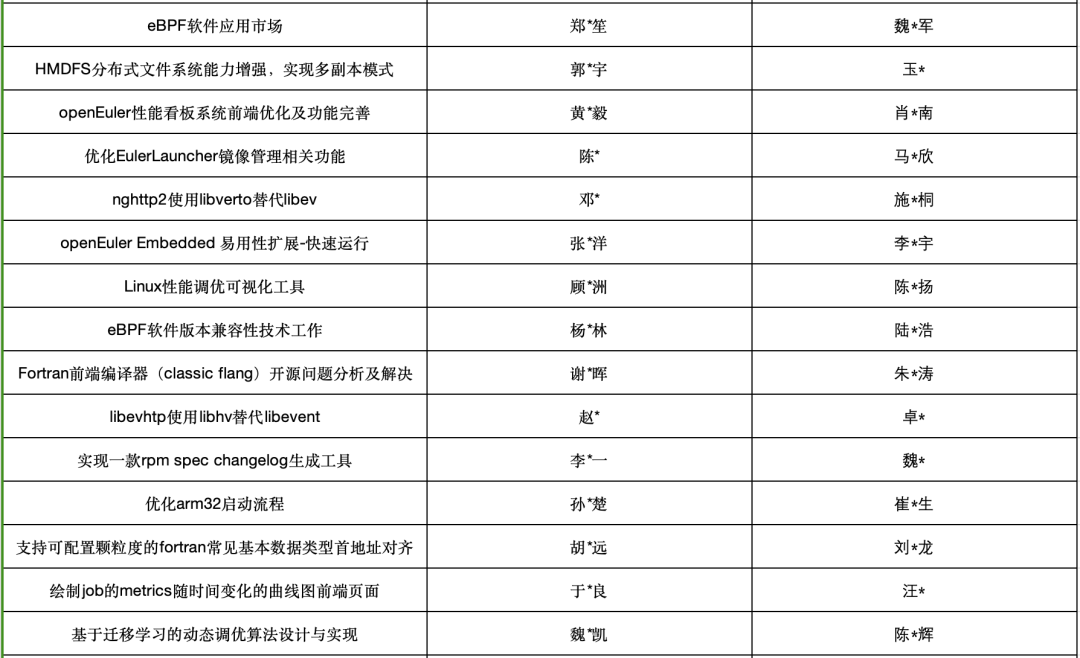 eBPF软件应用市场 郑*笙 魏*军
HMDFS分布式文件系统能力增强，实现多副本模式 郭*宇 玉*
openEuler性能看板系统前端优化及功能完善 黄*毅 肖*南
优化EulerLauncher镜像管理相关功能 陈* 马*欣
nghttp2使用libverto替代libev 邓* 施*桐
openEuler Embedded 易用性扩展-快速运行 张*洋 李*宇
Linux性能调优可视化工具 顾*洲 陈*扬
eBPF软件版本兼容性技术工作 杨*林 陆*浩
Fortran前端编译器（classic flang）开源问题分析及解决 谢*晖 朱*涛
libevhtp使用libhv替代libevent 赵* 卓*
实现一款rpm spec changelog生成工具 李*一 魏*
优化arm32启动流程 孙*楚 崔*生
支持可配置颗粒度的fortran常见基本数据类型首地址对齐 胡*远 刘*龙
绘制job的metrics随时间变化的曲线图前端页面 于*良 汪*
基于迁移学习的动态调优算法设计与实现 魏*凯 陈*辉